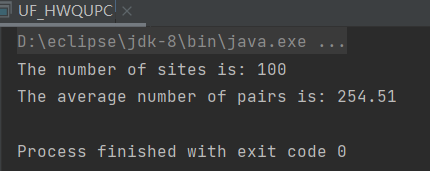 UF_HWQUPC
D:\eclipse\jdk-8\bin\java.exe ...
The number of sites is: 100
The average number of pairs is: 254.51
Process finished with exit code 0